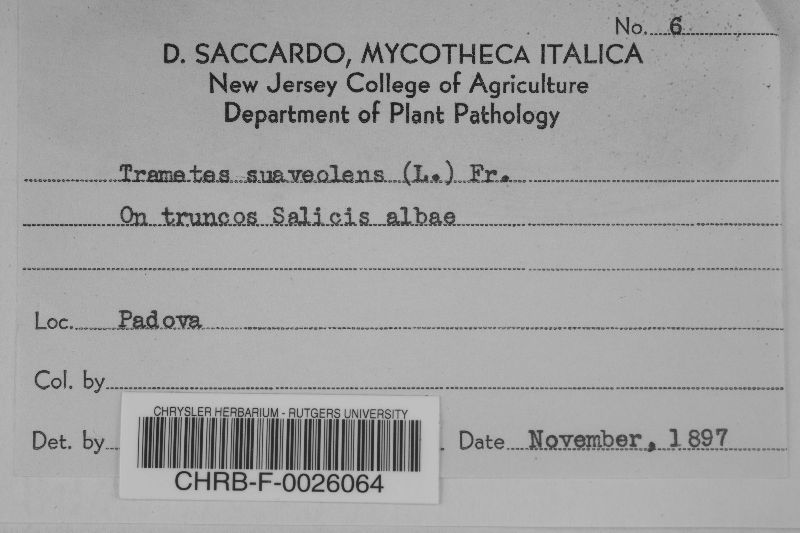 No. 6
D. SACCARDO, MYCOTHECA ITALICA
New Jersey College of Agriculture
Department of Plant Pathology
Trametes suaveolens (L.) Fr.
On truncos Salicis albae
Loc. Padova
Col. by
Det. by
Date November, 1897
CHRYSLER HERBARIUM - RUTGERS UNIVERSITY
CHRB-F-0026064